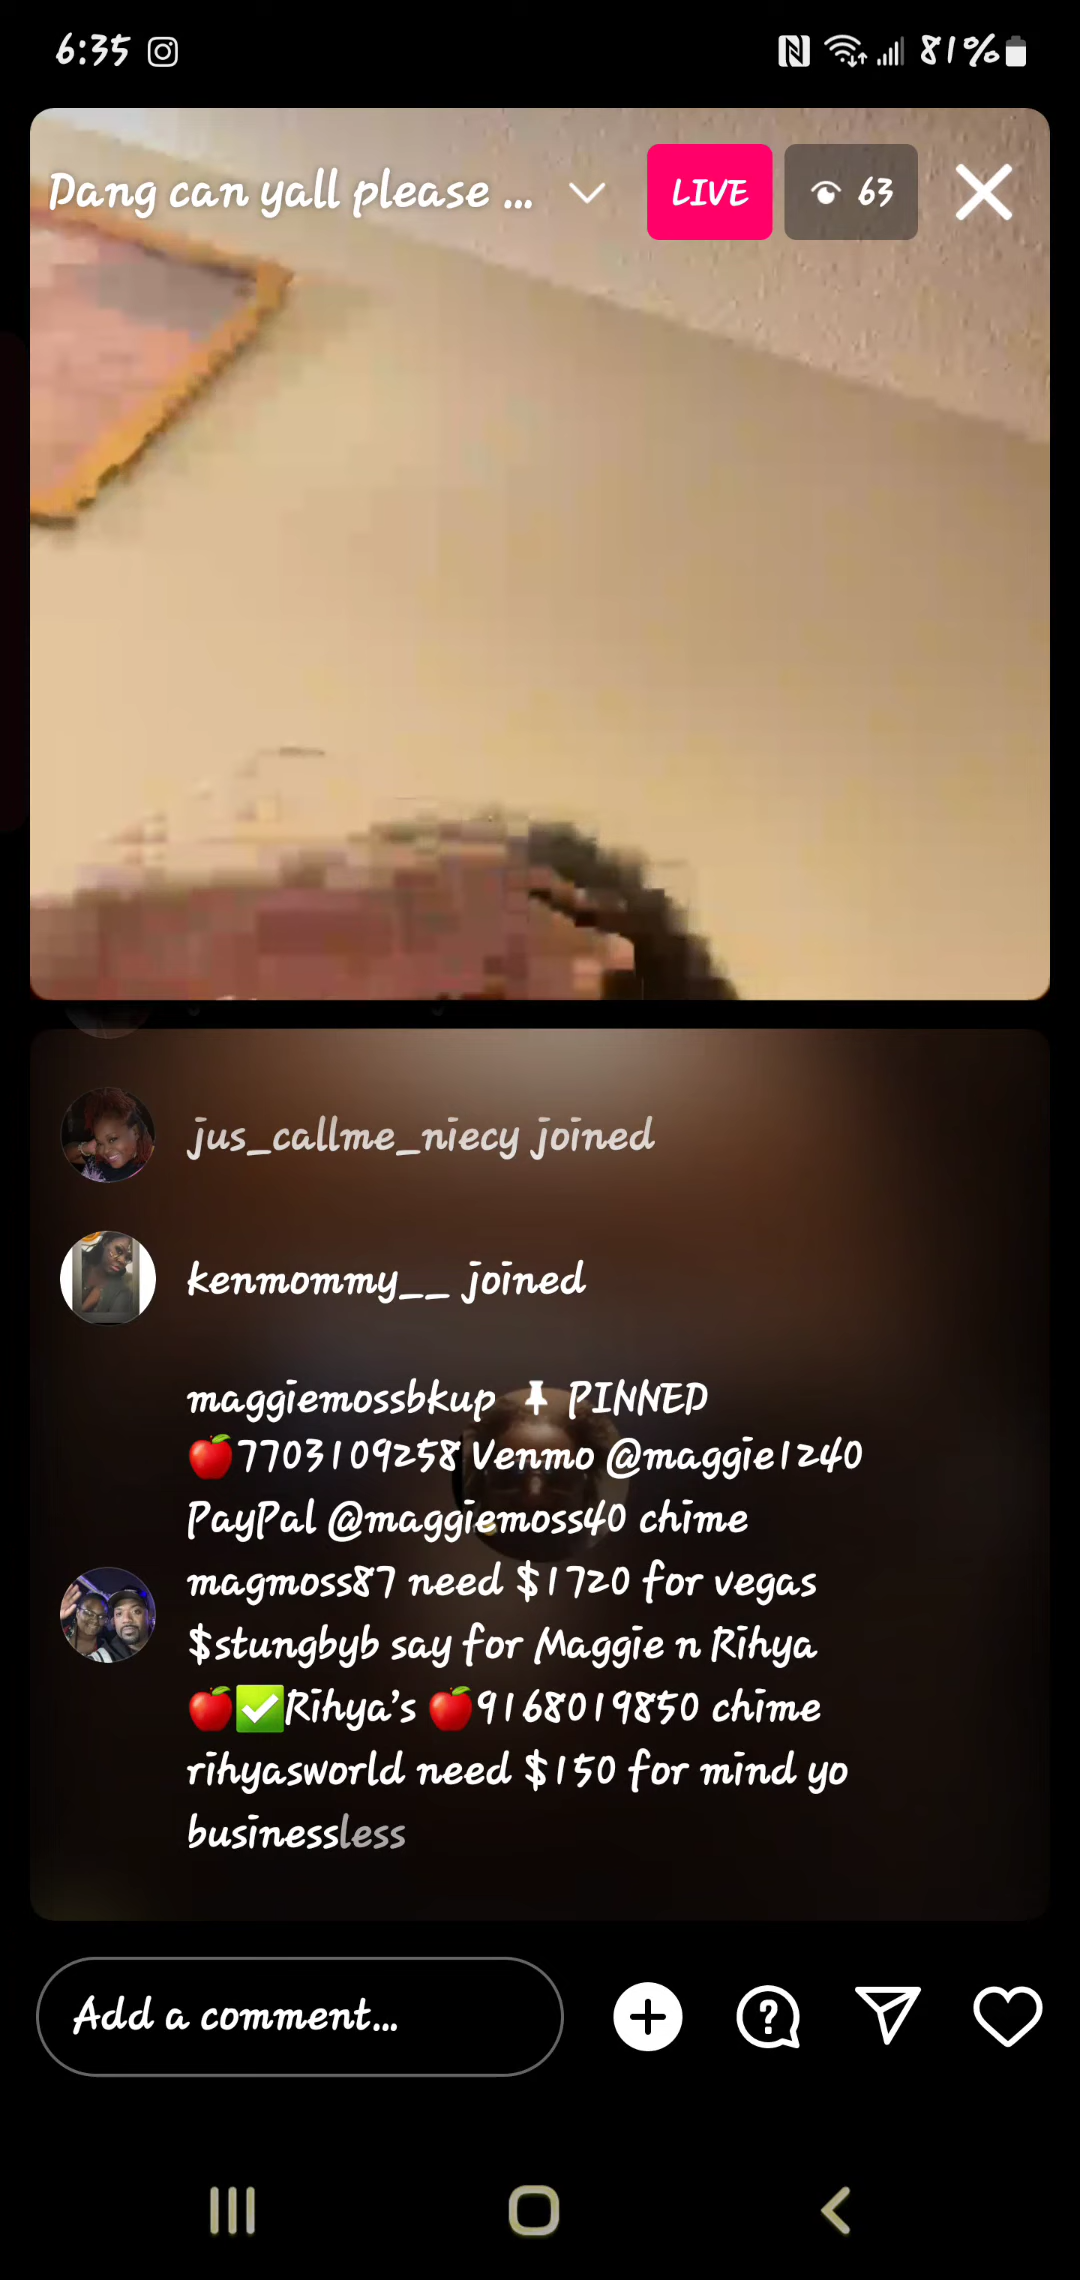 6:35
81%
Dang can yall please ...
LIVE
63
jus_callme_niecy joined
kenmommy__ joined
maggiemossbkup 📌 PINNED
🍎7703109258 Venmo @maggie1240
PayPal @maggiemoss40 chime
magmoss87 need $1720 for vegas
$stungbyb say for Maggie n Rihya
🍎✅Rihya's 🍎9168019850 chime
rihyasworld need $150 for mind yo
businessless
Add a comment...